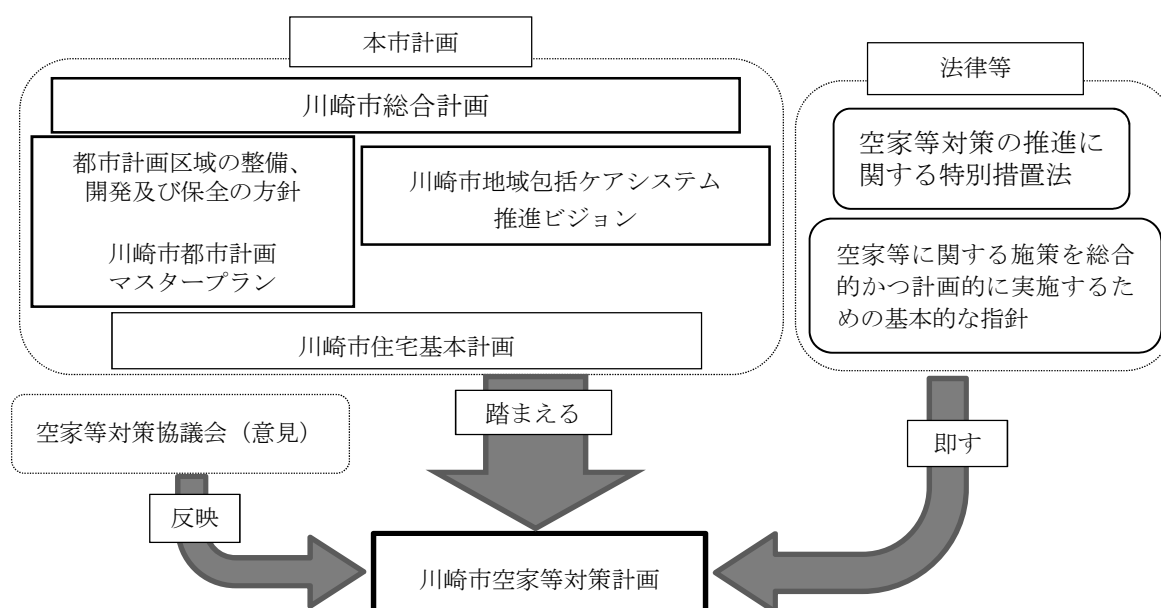 本市計画
川崎市総合計画
都市計画区域の整備、
開発及び保全の方針
川崎市都市計画
マスタープラン
川崎市地域包括ケアシステム
推進ビジョン
川崎市住宅基本計画
法律等
空家等対策の推進に
関する特別措置法
空家等に関する施策を総合
的かつ計画的に実施するた
めの基本的な指針
空家等対策協議会（意見）
踏まえる
即す
反映
川崎市空家等対策計画